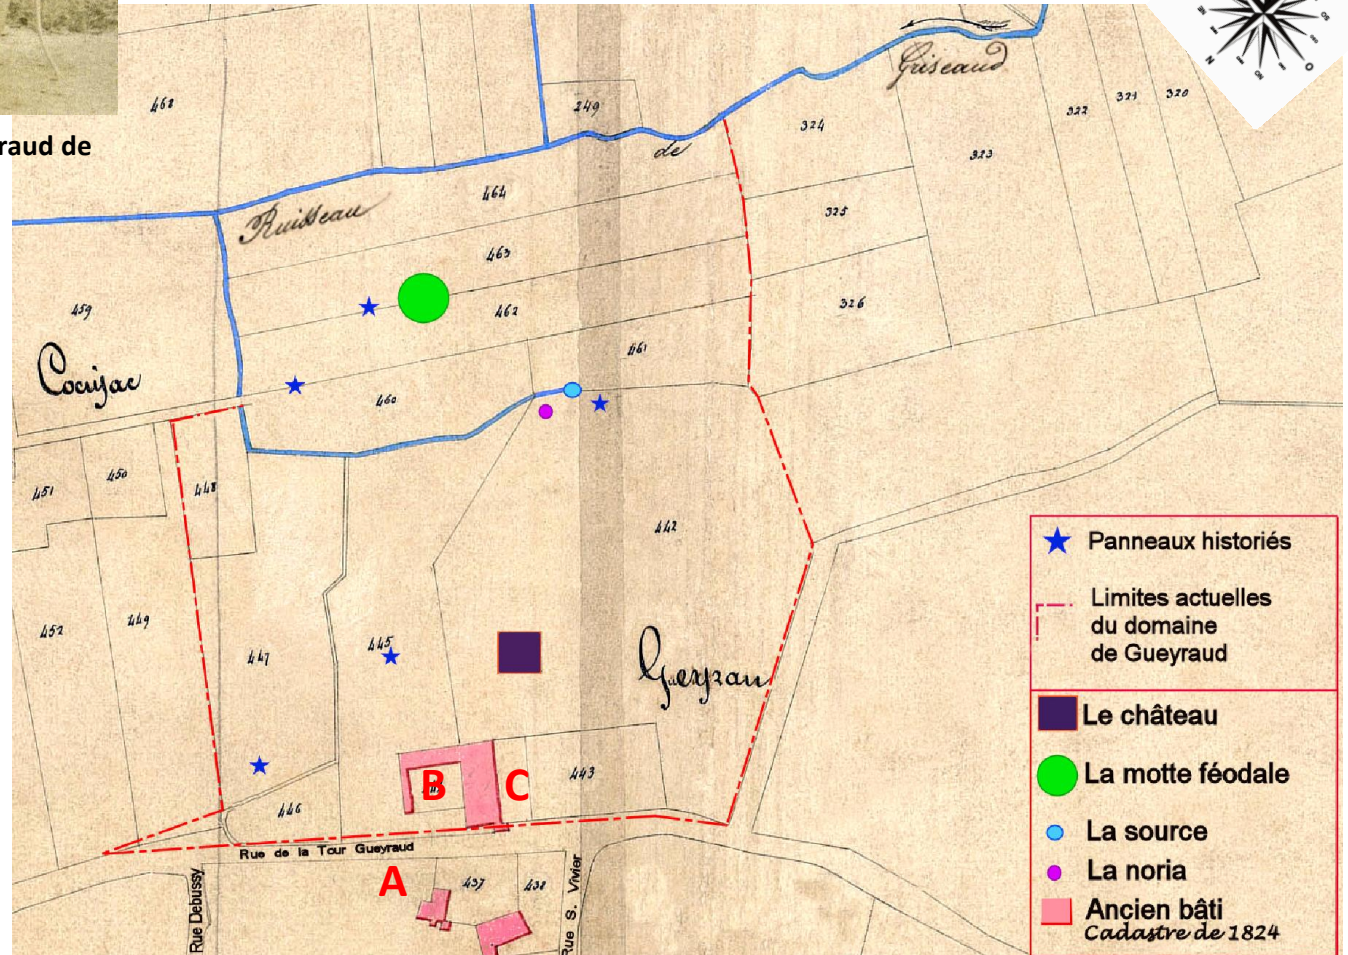 raud de
468
249
Griseaud
de
324
323
322
321
320
464
Ruisseau
325
463
459
462
326
461
Cocujac
460
451
450
448
442
452
449
447
445
Gueyrau
446
B
C
443
Rue de la Tour Gueyraud
A
437
438
Rue Debussy
Rue S. Vivier
Panneaux historiés
Limites actuelles
du domaine
de Gueyraud
Le château
La motte féodale
La source
La noria
Ancien bâti
Cadastre de 1824